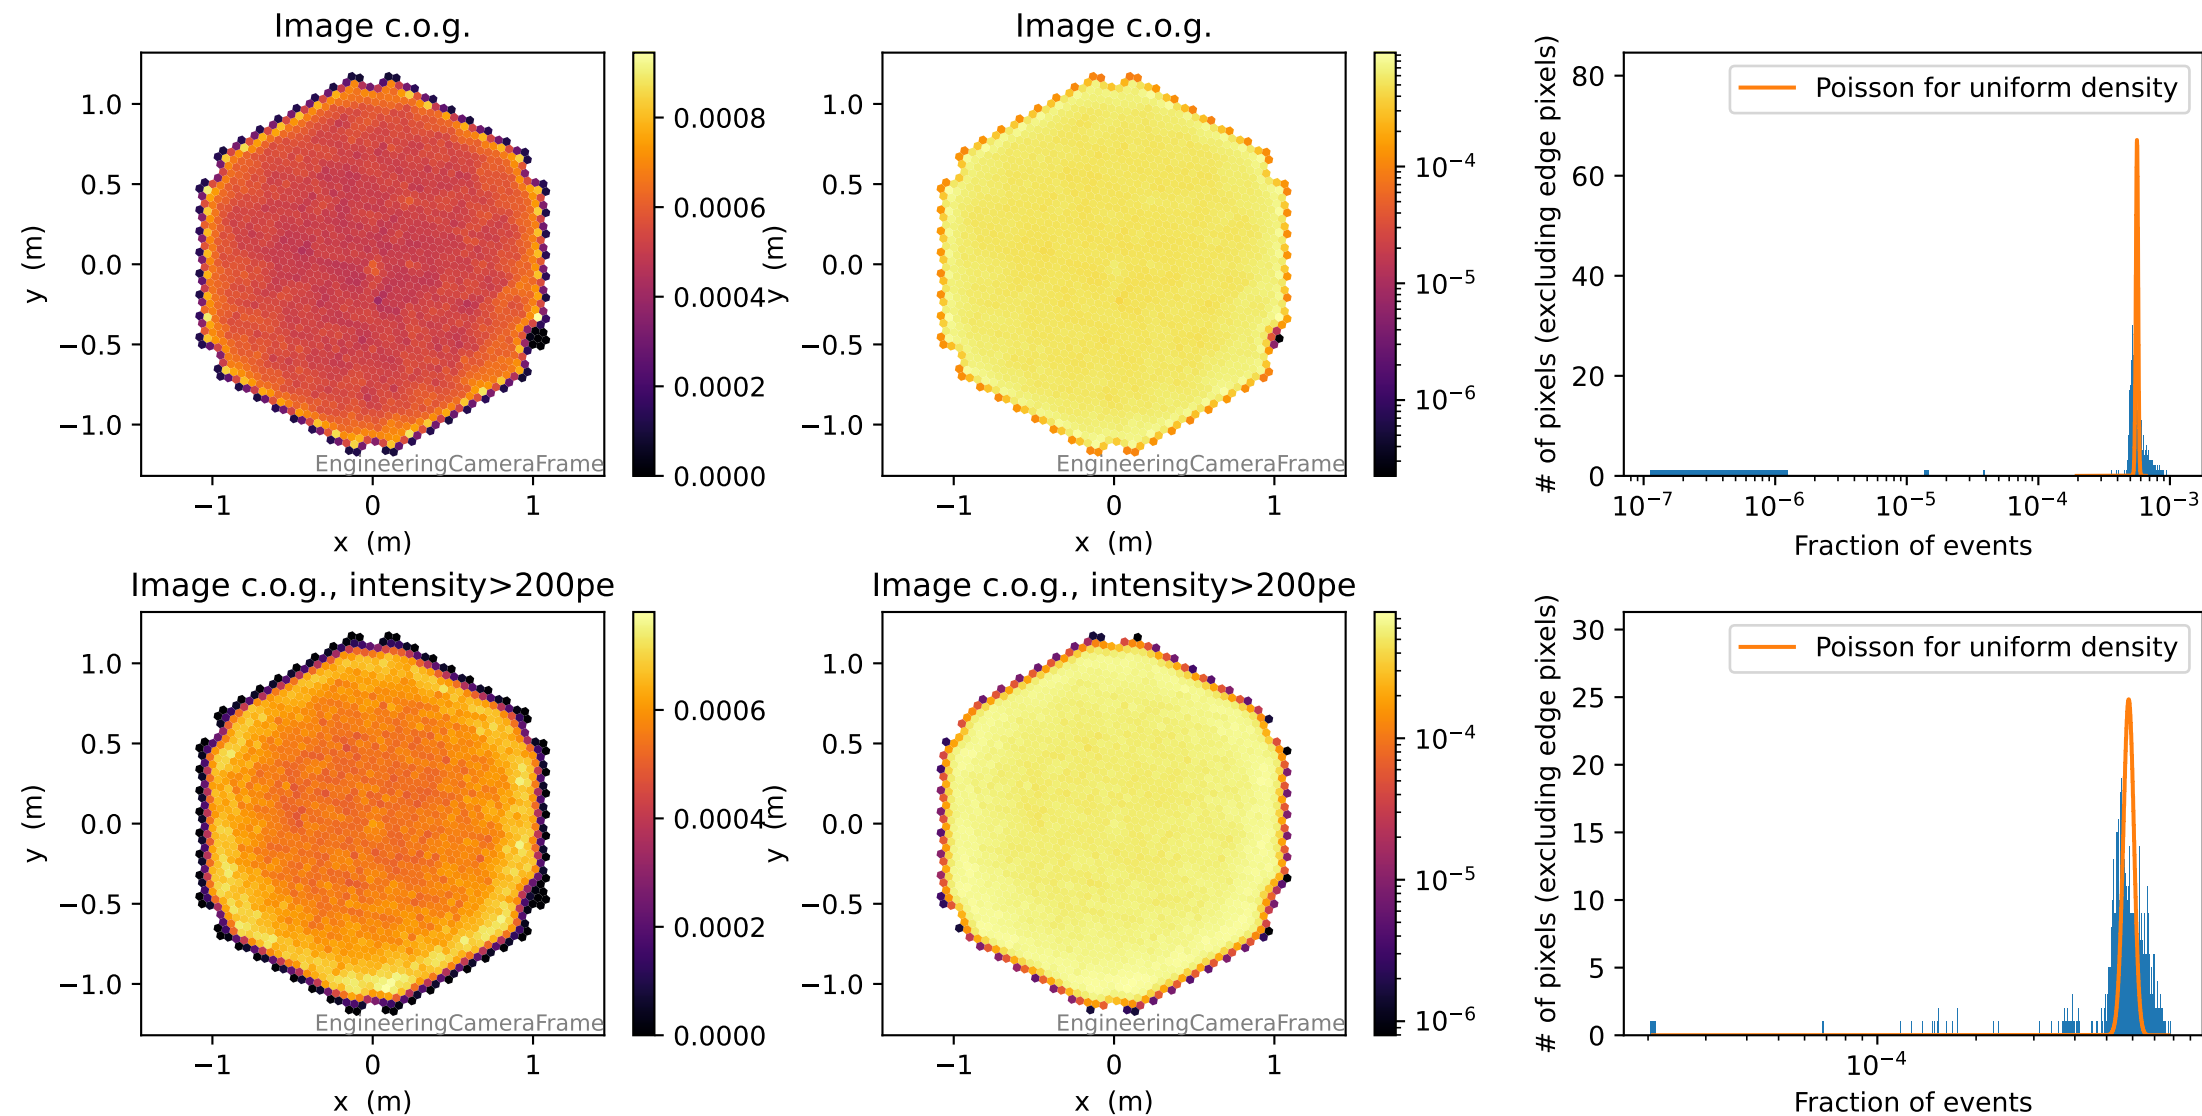 Image c.o.g.
1.0
0.5
0.0
−0.5
−1.0
y (m)
−1
0
1
x (m)
EngineeringCameraFrame
0.0008
0.0006
0.0004
0.0002
0.0000
Image c.o.g.
1.0
0.5
0.0
−0.5
−1.0
y (m)
−1
0
1
x (m)
EngineeringCameraFrame
10⁻⁴
10⁻⁵
10⁻⁶
# of pixels (excluding edge pixels)
80
60
40
20
0
Poisson for uniform density
10⁻⁷
10⁻⁶
10⁻⁵
10⁻⁴
10⁻³
Fraction of events
Image c.o.g., intensity>200pe
1.0
0.5
0.0
−0.5
−1.0
y (m)
−1
0
1
x (m)
EngineeringCameraFrame
0.0006
0.0004
0.0002
0.0000
Image c.o.g., intensity>200pe
1.0
0.5
0.0
−0.5
−1.0
y (m)
−1
0
1
x (m)
EngineeringCameraFrame
10⁻⁴
10⁻⁵
10⁻⁶
# of pixels (excluding edge pixels)
30
25
20
15
10
5
0
Poisson for uniform density
10⁻⁴
Fraction of events